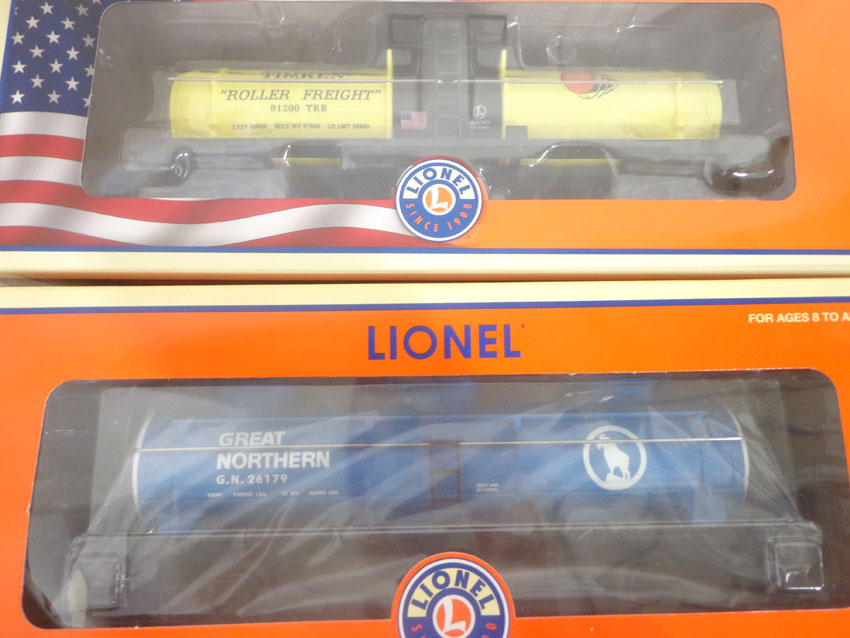 TIMKEN
"ROLLER FREIGHT"
81200 TRB
LIONEL
L
SINCE 1900
LIONEL
FOR AGES 8 TO A
GREAT
NORTHERN
G.N. 26179
LIONEL
L